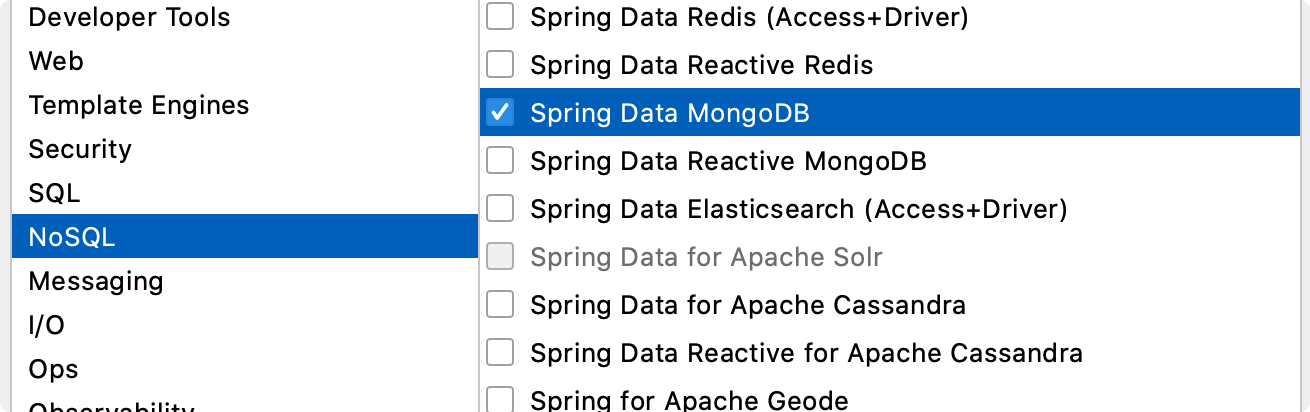 Developer Tools
Web
Template Engines
Security
SQL
NoSQL
Messaging
I/O
Ops
Observability
Spring Data Redis (Access+Driver)
Spring Data Reactive Redis
Spring Data MongoDB
Spring Data Reactive MongoDB
Spring Data Elasticsearch (Access+Driver)
Spring Data for Apache Solr
Spring Data for Apache Cassandra
Spring Data Reactive for Apache Cassandra
Spring for Apache Geode